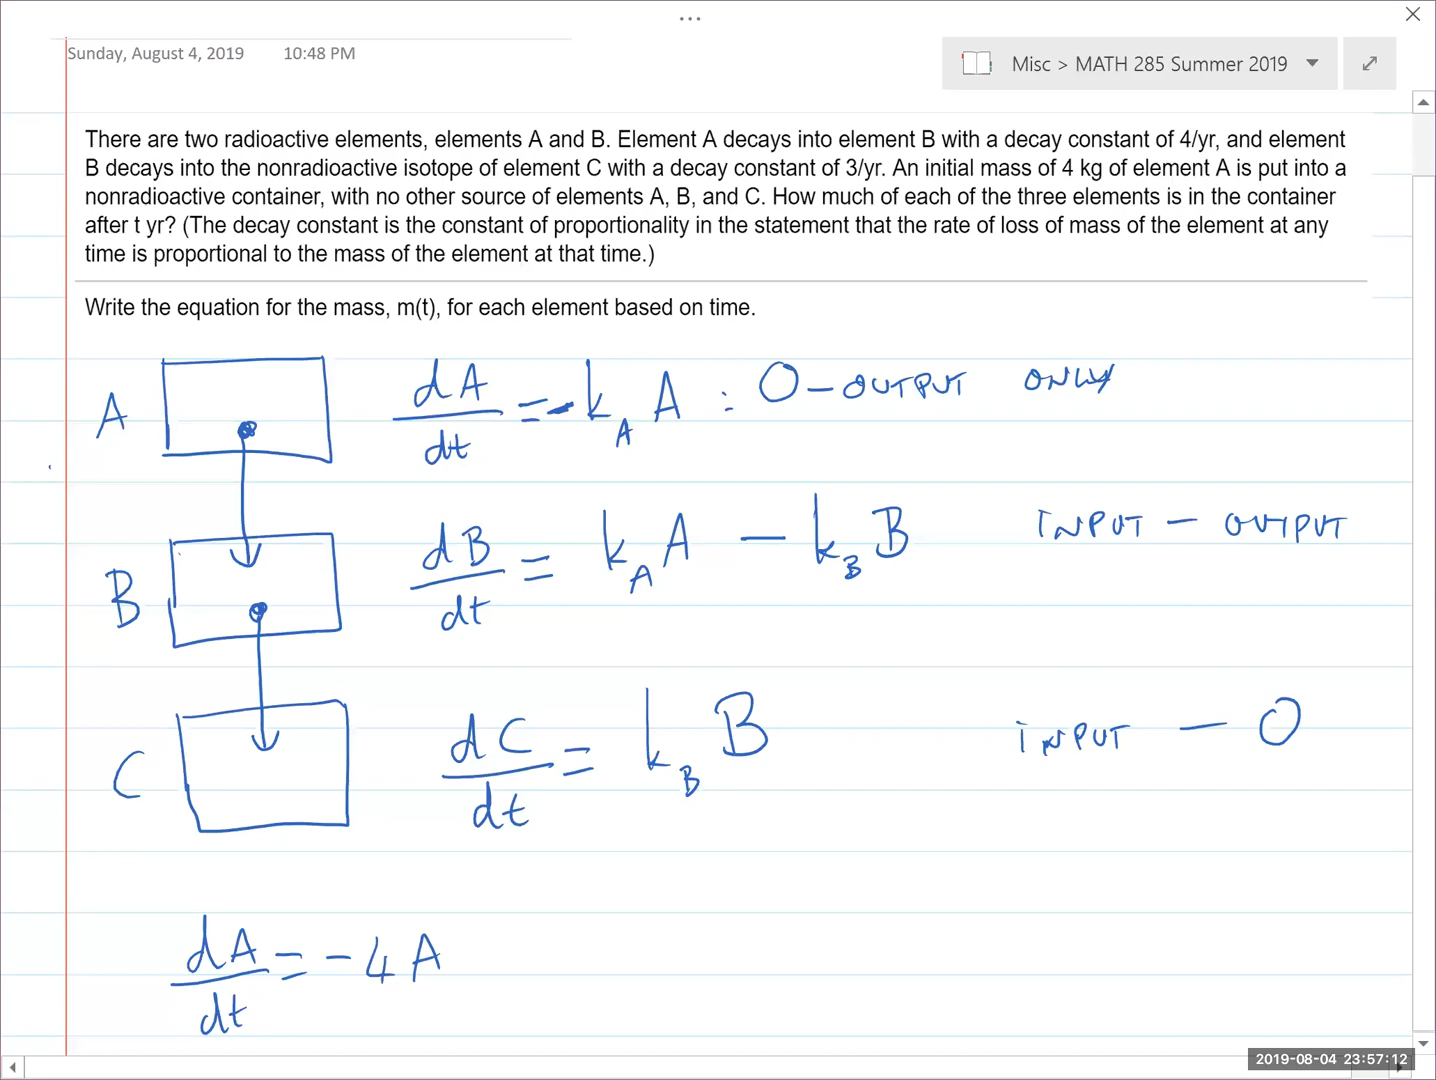 Sunday, August 4, 2019 10:48 PM
Misc > MATH 285 Summer 2019
There are two radioactive elements, elements A and B. Element A decays into element B with a decay constant of 4/yr, and element
B decays into the nonradioactive isotope of element C with a decay constant of 3/yr. An initial mass of 4 kg of element A is put into a
nonradioactive container, with no other source of elements A, B, and C. How much of each of the three elements is in the container
after t yr? (The decay constant is the constant of proportionality in the statement that the rate of loss of mass of the element at any
time is proportional to the mass of the element at that time.)
Write the equation for the mass, m(t), for each element based on time.
A dA/dt = -k_A A : 0 - OUTPUT ONLY
B dB/dt = k_A A - k_B B INPUT - OUTPUT
C dC/dt = k_B B INPUT - 0
dA/dt = -4A
2019-08-04 23:57:12